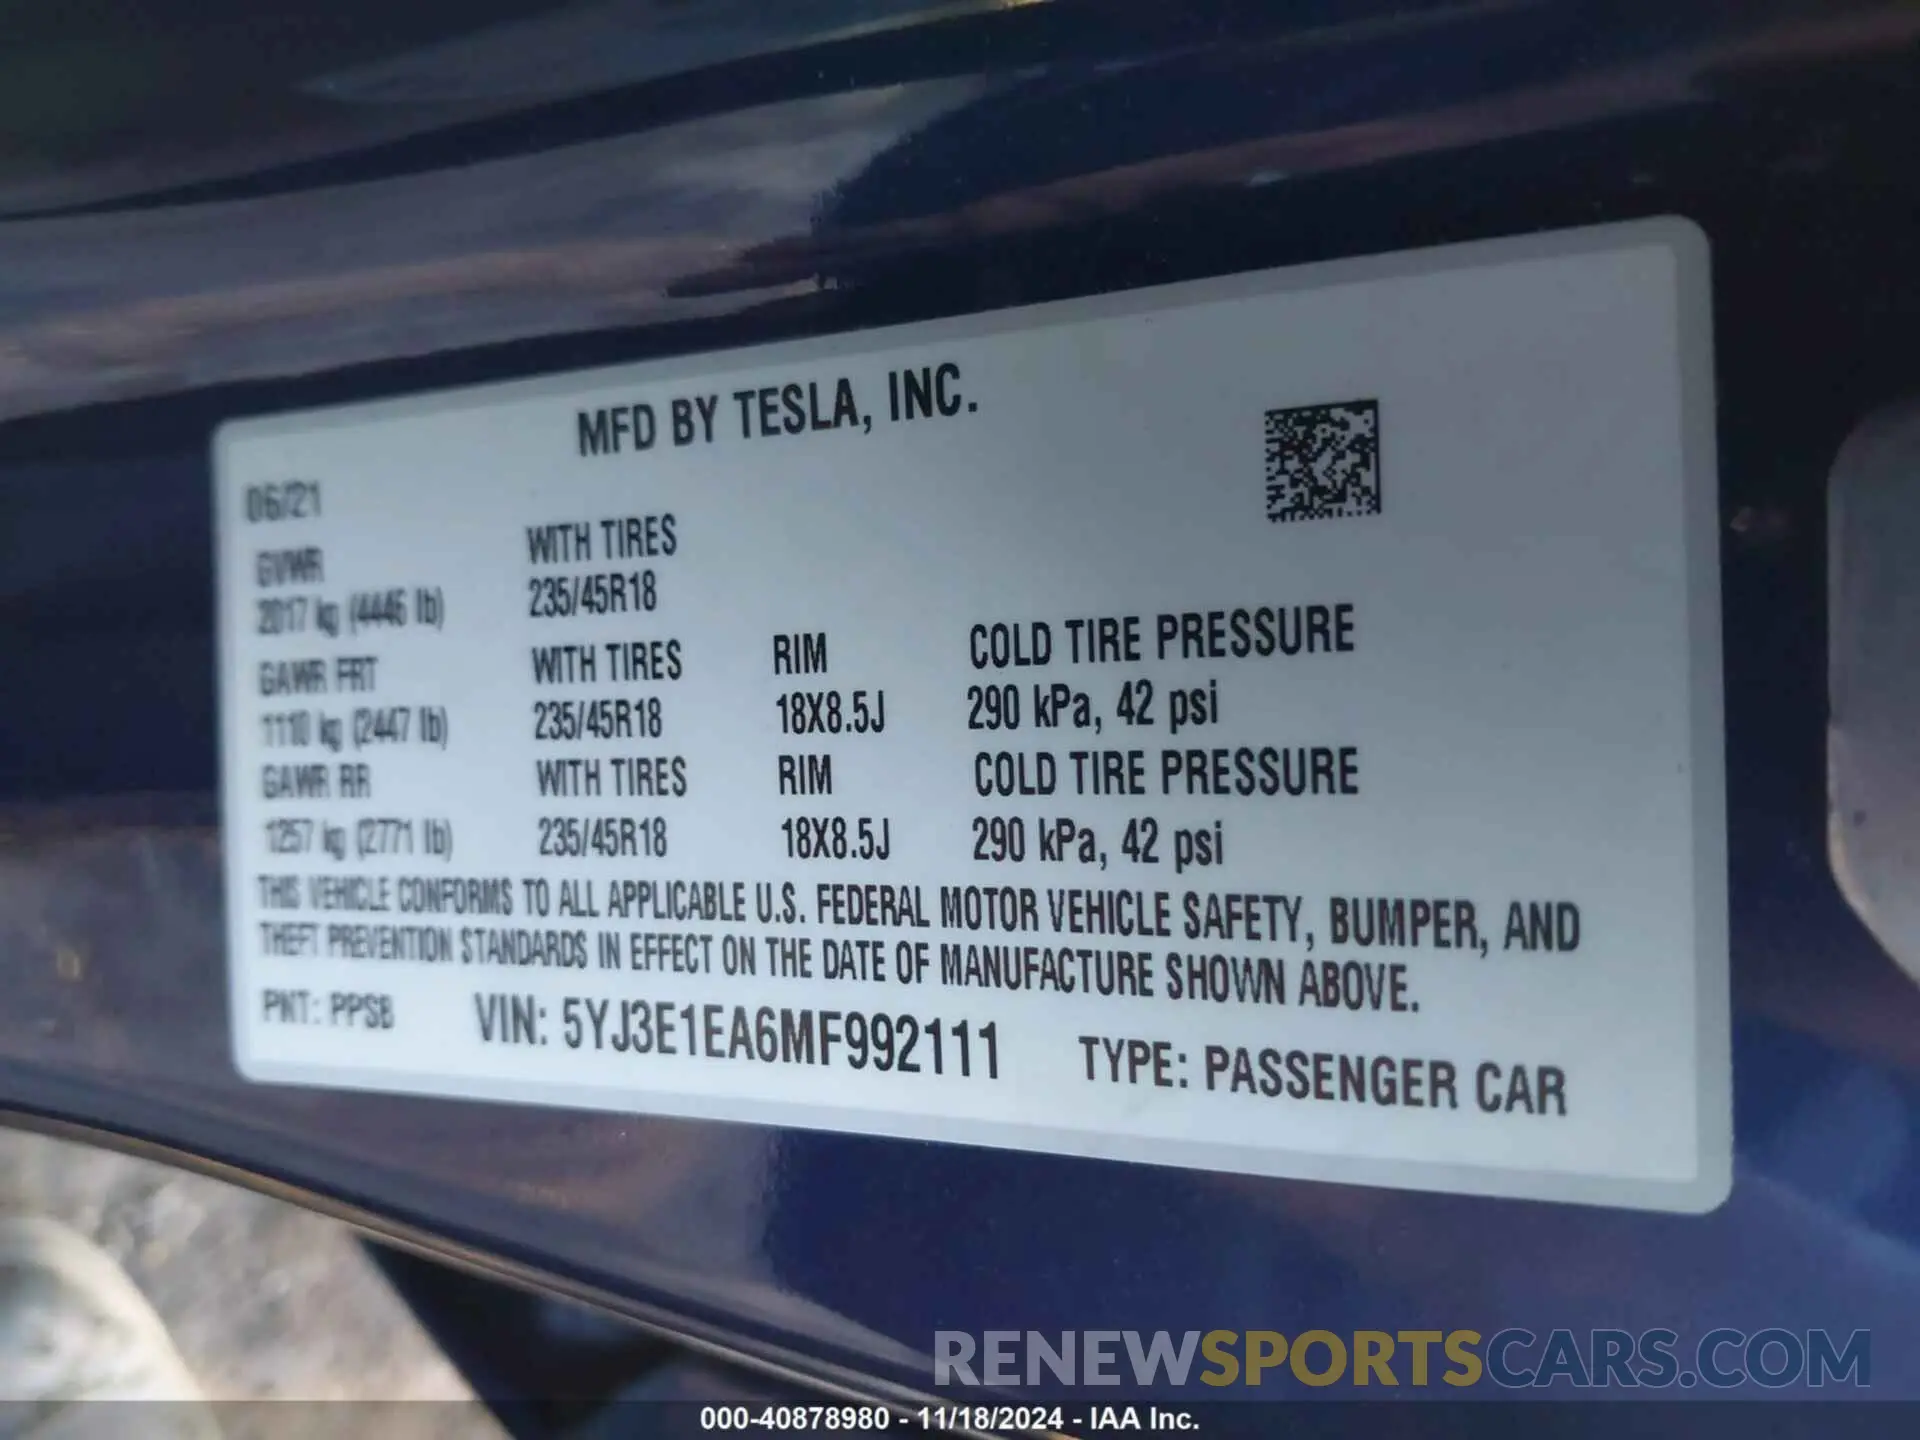 MFD BY TESLA, INC.
06/21
GVWR WITH TIRES
2017 kg (4446 lb) 235/45R18
GAWR FRT WITH TIRES RIM COLD TIRE PRESSURE
1110 kg (2447 lb) 235/45R18 18X8.5J 290 kPa, 42 psi
GAWR RR WITH TIRES RIM COLD TIRE PRESSURE
1257 kg (2771 lb) 235/45R18 18X8.5J 290 kPa, 42 psi
THIS VEHICLE CONFORMS TO ALL APPLICABLE U.S. FEDERAL MOTOR VEHICLE SAFETY, BUMPER, AND
THEFT PREVENTION STANDARDS IN EFFECT ON THE DATE OF MANUFACTURE SHOWN ABOVE.
PNT: PPSB VIN: 5YJ3E1EA6MF992111 TYPE: PASSENGER CAR
RENEWSPORTSCARS.COM
000-40878980 - 11/18/2024 - IAA Inc.